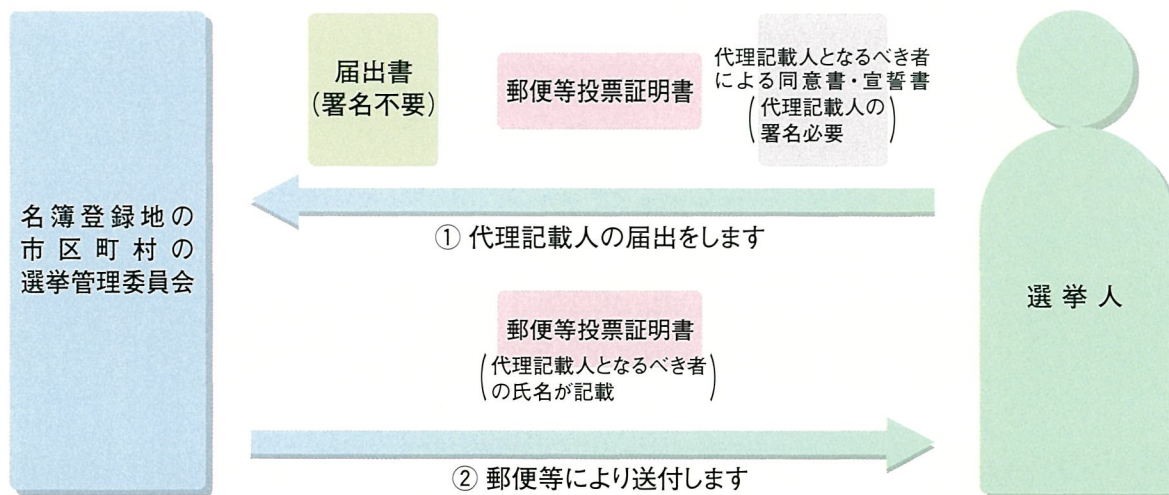 届出書
(署名不要)
郵便等投票証明書
代理記載人となるべき者
による同意書・宣誓書
(代理記載人の
署名必要)
① 代理記載人の届出をします
名簿登録地の
市区町村の
選挙管理委員会
選挙人
郵便等投票証明書
(代理記載人となるべき者
の氏名が記載)
② 郵便等により送付します